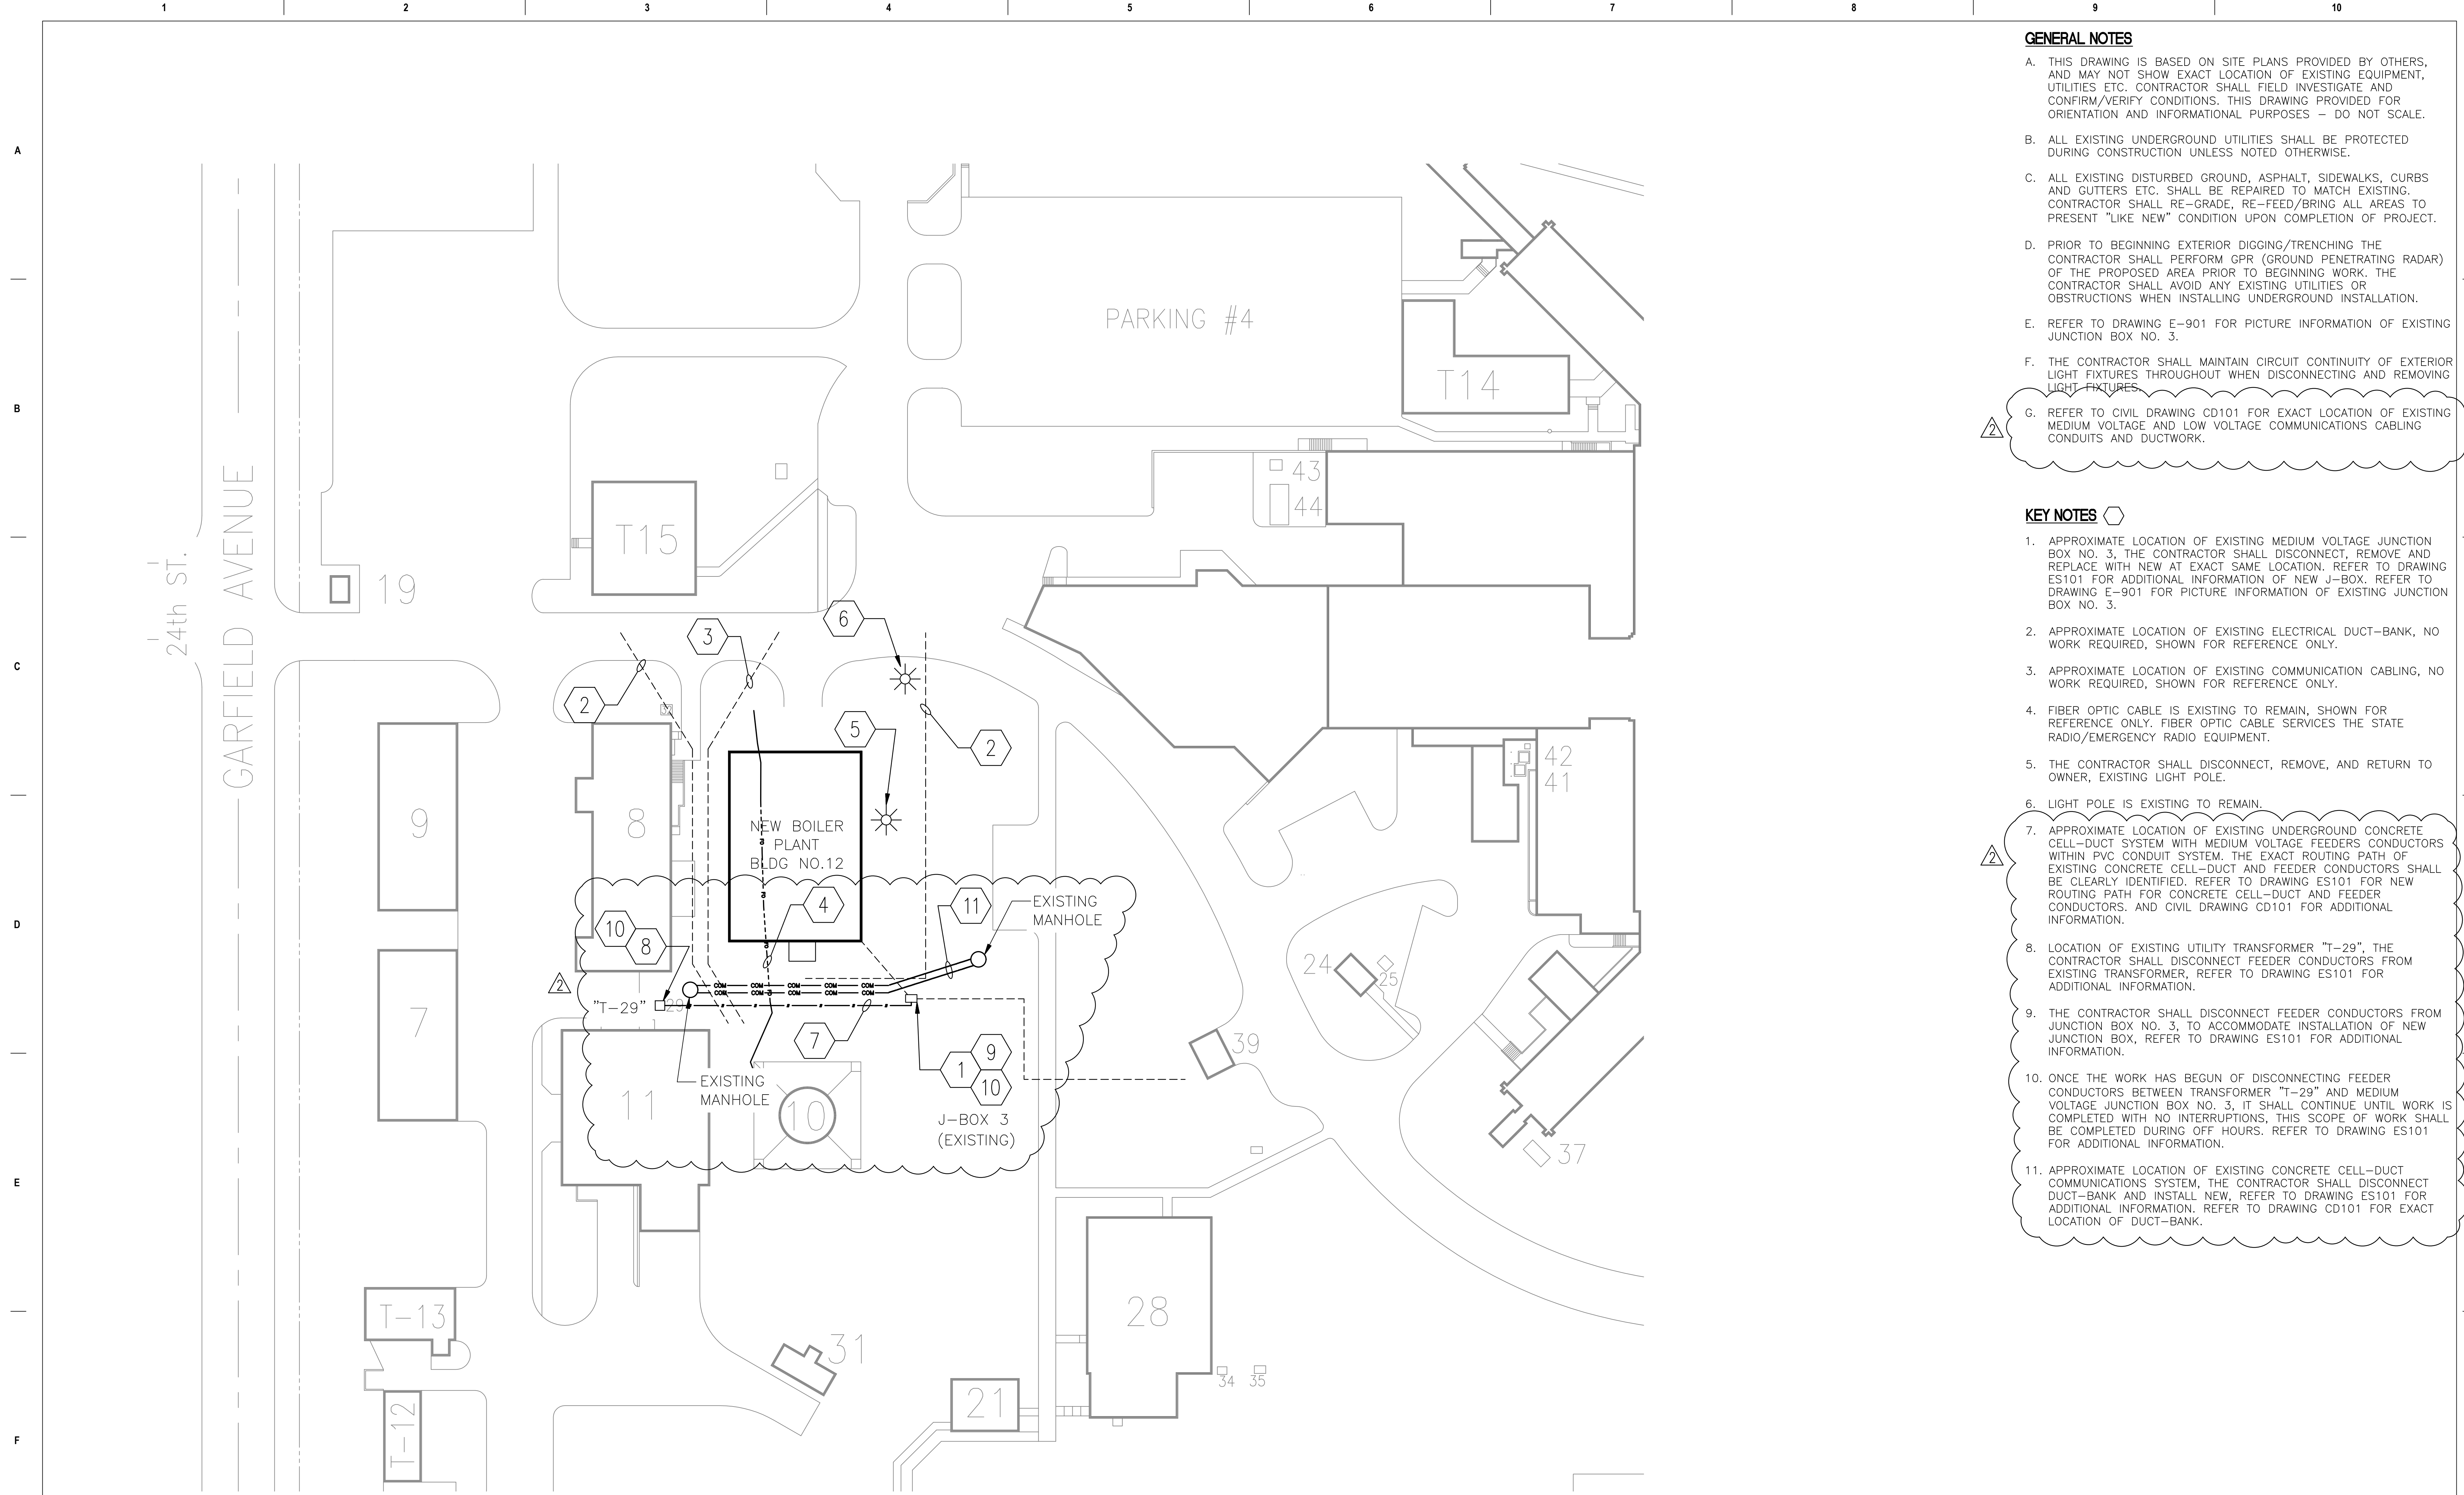 1 2 3 4 5 6 7 8 9 10
A
B
C
D
E
F
GENERAL NOTES
A. THIS DRAWING IS BASED ON SITE PLANS PROVIDED BY OTHERS,
AND MAY NOT SHOW EXACT LOCATION OF EXISTING EQUIPMENT,
UTILITIES ETC. CONTRACTOR SHALL FIELD INVESTIGATE AND
CONFIRM/VERIFY CONDITIONS. THIS DRAWING PROVIDED FOR
ORIENTATION AND INFORMATIONAL PURPOSES – DO NOT SCALE.
B. ALL EXISTING UNDERGROUND UTILITIES SHALL BE PROTECTED
DURING CONSTRUCTION UNLESS NOTED OTHERWISE.
C. ALL EXISTING DISTURBED GROUND, ASPHALT, SIDEWALKS, CURBS
AND GUTTERS ETC. SHALL BE REPAIRED TO MATCH EXISTING.
CONTRACTOR SHALL RE-GRADE, RE-FEED/BRING ALL AREAS TO
PRESENT "LIKE NEW" CONDITION UPON COMPLETION OF PROJECT.
D. PRIOR TO BEGINNING EXTERIOR DIGGING/TRENCHING THE
CONTRACTOR SHALL PERFORM GPR (GROUND PENETRATING RADAR)
OF THE PROPOSED AREA PRIOR TO BEGINNING WORK. THE
CONTRACTOR SHALL AVOID ANY EXISTING UTILITIES OR
OBSTRUCTIONS WHEN INSTALLING UNDERGROUND INSTALLATION.
E. REFER TO DRAWING E-901 FOR PICTURE INFORMATION OF EXISTING
JUNCTION BOX NO. 3.
F. THE CONTRACTOR SHALL MAINTAIN CIRCUIT CONTINUITY OF EXTERIOR
LIGHT FIXTURES THROUGHOUT WHEN DISCONNECTING AND REMOVING
LIGHT FIXTURES.
2
G. REFER TO CIVIL DRAWING CD101 FOR EXACT LOCATION OF EXISTING
MEDIUM VOLTAGE AND LOW VOLTAGE COMMUNICATIONS CABLING
CONDUITS AND DUCTWORK.
KEY NOTES
1. APPROXIMATE LOCATION OF EXISTING MEDIUM VOLTAGE JUNCTION
BOX NO. 3, THE CONTRACTOR SHALL DISCONNECT, REMOVE AND
REPLACE WITH NEW AT EXACT SAME LOCATION. REFER TO DRAWING
ES101 FOR ADDITIONAL INFORMATION OF NEW J-BOX. REFER TO
DRAWING E-901 FOR PICTURE INFORMATION OF EXISTING JUNCTION
BOX NO. 3.
2. APPROXIMATE LOCATION OF EXISTING ELECTRICAL DUCT-BANK, NO
WORK REQUIRED, SHOWN FOR REFERENCE ONLY.
3. APPROXIMATE LOCATION OF EXISTING COMMUNICATION CABLING, NO
WORK REQUIRED, SHOWN FOR REFERENCE ONLY.
4. FIBER OPTIC CABLE IS EXISTING TO REMAIN, SHOWN FOR
REFERENCE ONLY. FIBER OPTIC CABLE SERVICES THE STATE
RADIO/EMERGENCY RADIO EQUIPMENT.
5. THE CONTRACTOR SHALL DISCONNECT, REMOVE, AND RETURN TO
OWNER, EXISTING LIGHT POLE.
6. LIGHT POLE IS EXISTING TO REMAIN.
2
7. APPROXIMATE LOCATION OF EXISTING UNDERGROUND CONCRETE
CELL-DUCT SYSTEM WITH MEDIUM VOLTAGE FEEDERS CONDUCTORS
WITHIN PVC CONDUIT SYSTEM. THE EXACT ROUTING PATH OF
EXISTING CONCRETE CELL-DUCT AND FEEDER CONDUCTORS SHALL
BE CLEARLY IDENTIFIED. REFER TO DRAWING ES101 FOR NEW
ROUTING PATH FOR CONCRETE CELL-DUCT AND FEEDER
CONDUCTORS. AND CIVIL DRAWING CD101 FOR ADDITIONAL
INFORMATION.
8. LOCATION OF EXISTING UTILITY TRANSFORMER "T-29", THE
CONTRACTOR SHALL DISCONNECT FEEDER CONDUCTORS FROM
EXISTING TRANSFORMER, REFER TO DRAWING ES101 FOR
ADDITIONAL INFORMATION.
9. THE CONTRACTOR SHALL DISCONNECT FEEDER CONDUCTORS FROM
JUNCTION BOX NO. 3, TO ACCOMMODATE INSTALLATION OF NEW
JUNCTION BOX, REFER TO DRAWING ES101 FOR ADDITIONAL
INFORMATION.
10. ONCE THE WORK HAS BEGUN OF DISCONNECTING FEEDER
CONDUCTORS BETWEEN TRANSFORMER "T-29" AND MEDIUM
VOLTAGE JUNCTION BOX NO. 3, IT SHALL CONTINUE UNTIL WORK IS
COMPLETED WITH NO INTERRUPTIONS, THIS SCOPE OF WORK SHALL
BE COMPLETED DURING OFF HOURS. REFER TO DRAWING ES101
FOR ADDITIONAL INFORMATION.
11. APPROXIMATE LOCATION OF EXISTING CONCRETE CELL-DUCT
COMMUNICATIONS SYSTEM, THE CONTRACTOR SHALL DISCONNECT
DUCT-BANK AND INSTALL NEW, REFER TO DRAWING ES101 FOR
ADDITIONAL INFORMATION. REFER TO DRAWING CD101 FOR EXACT
LOCATION OF DUCT-BANK.
PARKING #4
T14
43
44
T15
19
24th ST.
GARFIELD AVENUE
6
3
2
5
2
42
41
9
8
NEW BOILER
PLANT
BLDG NO.12
4
11
EXISTING
MANHOLE
10
8
24
25
2
COM COM COM COM COM
COM COM COM COM COM
"T-29"
29
7
7
39
9
1
10
EXISTING
MANHOLE
11
10
J-BOX 3
(EXISTING)
37
28
T-13
31
34 35
21
T-12